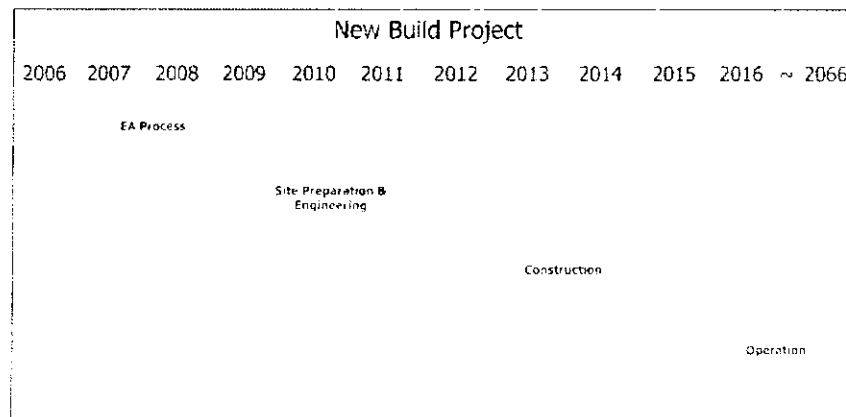 New Build Project
2006 2007 2008 2009 2010 2011 2012 2013 2014 2015 2016 ~ 2066
EA Process
Site Preparation &
Engineering
Construction
Operation